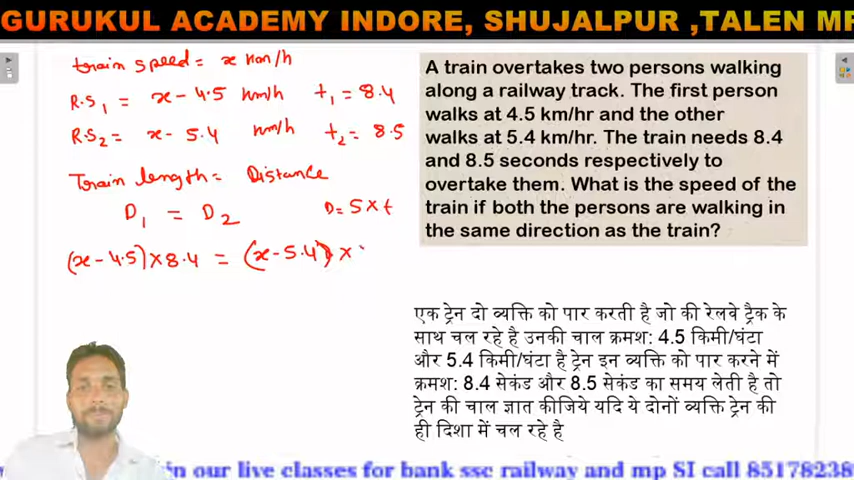 GURUKUL ACADEMY INDORE, SHUJALPUR ,TALEN MP
train speed = x km/h
R.S1 = x - 4.5 km/h t1 = 8.4
R.S2 = x - 5.4 km/h t2 = 8.5
Train length = Distance
D1 = D2 D = S x t
(x - 4.5) x 8.4 = (x - 5.4) x
A train overtakes two persons walking
along a railway track. The first person
walks at 4.5 km/hr and the other
walks at 5.4 km/hr. The train needs 8.4
and 8.5 seconds respectively to
overtake them. What is the speed of the
train if both the persons are walking in
the same direction as the train?
एक ट्रेन दो व्यक्ति को पार करती है जो की रेलवे ट्रैक के
साथ चल रहे है उनकी चाल क्रमश: 4.5 किमी/घंटा
और 5.4 किमी/घंटा है ट्रेन इन व्यक्ति को पार करने में
क्रमश: 8.4 सेकंड और 8.5 सेकंड का समय लेती है तो
ट्रेन की चाल ज्ञात कीजिये यदि ये दोनों व्यक्ति ट्रेन की
ही दिशा में चल रहे है
in our live classes for bank ssc railway and mp SI call 8517823